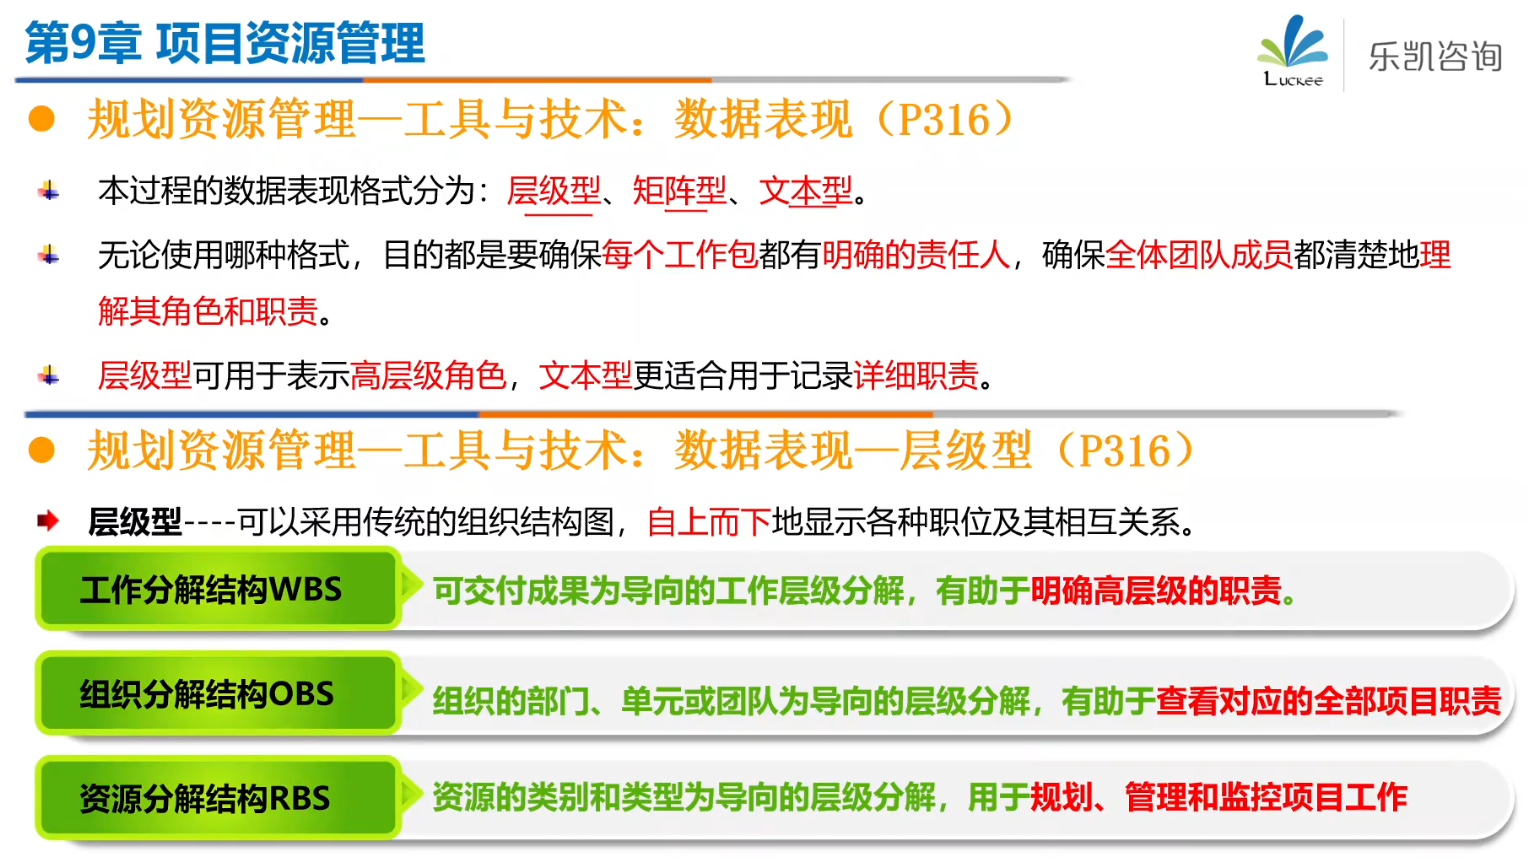 第9章 项目资源管理
Luckee
乐凯咨询
规划资源管理—工具与技术：数据表现（P316）
本过程的数据表现格式分为：层级型、矩阵型、文本型。
无论使用哪种格式，目的都是要确保每个工作包都有明确的责任人，确保全体团队成员都清楚地理
解其角色和职责。
层级型可用于表示高层级角色，文本型更适合用于记录详细职责。
规划资源管理—工具与技术：数据表现—层级型（P316）
层级型----可以采用传统的组织结构图，自上而下地显示各种职位及其相互关系。
工作分解结构WBS
可交付成果为导向的工作层级分解，有助于明确高层级的职责。
组织分解结构OBS
组织的部门、单元或团队为导向的层级分解，有助于查看对应的全部项目职责
资源分解结构RBS
资源的类别和类型为导向的层级分解，用于规划、管理和监控项目工作